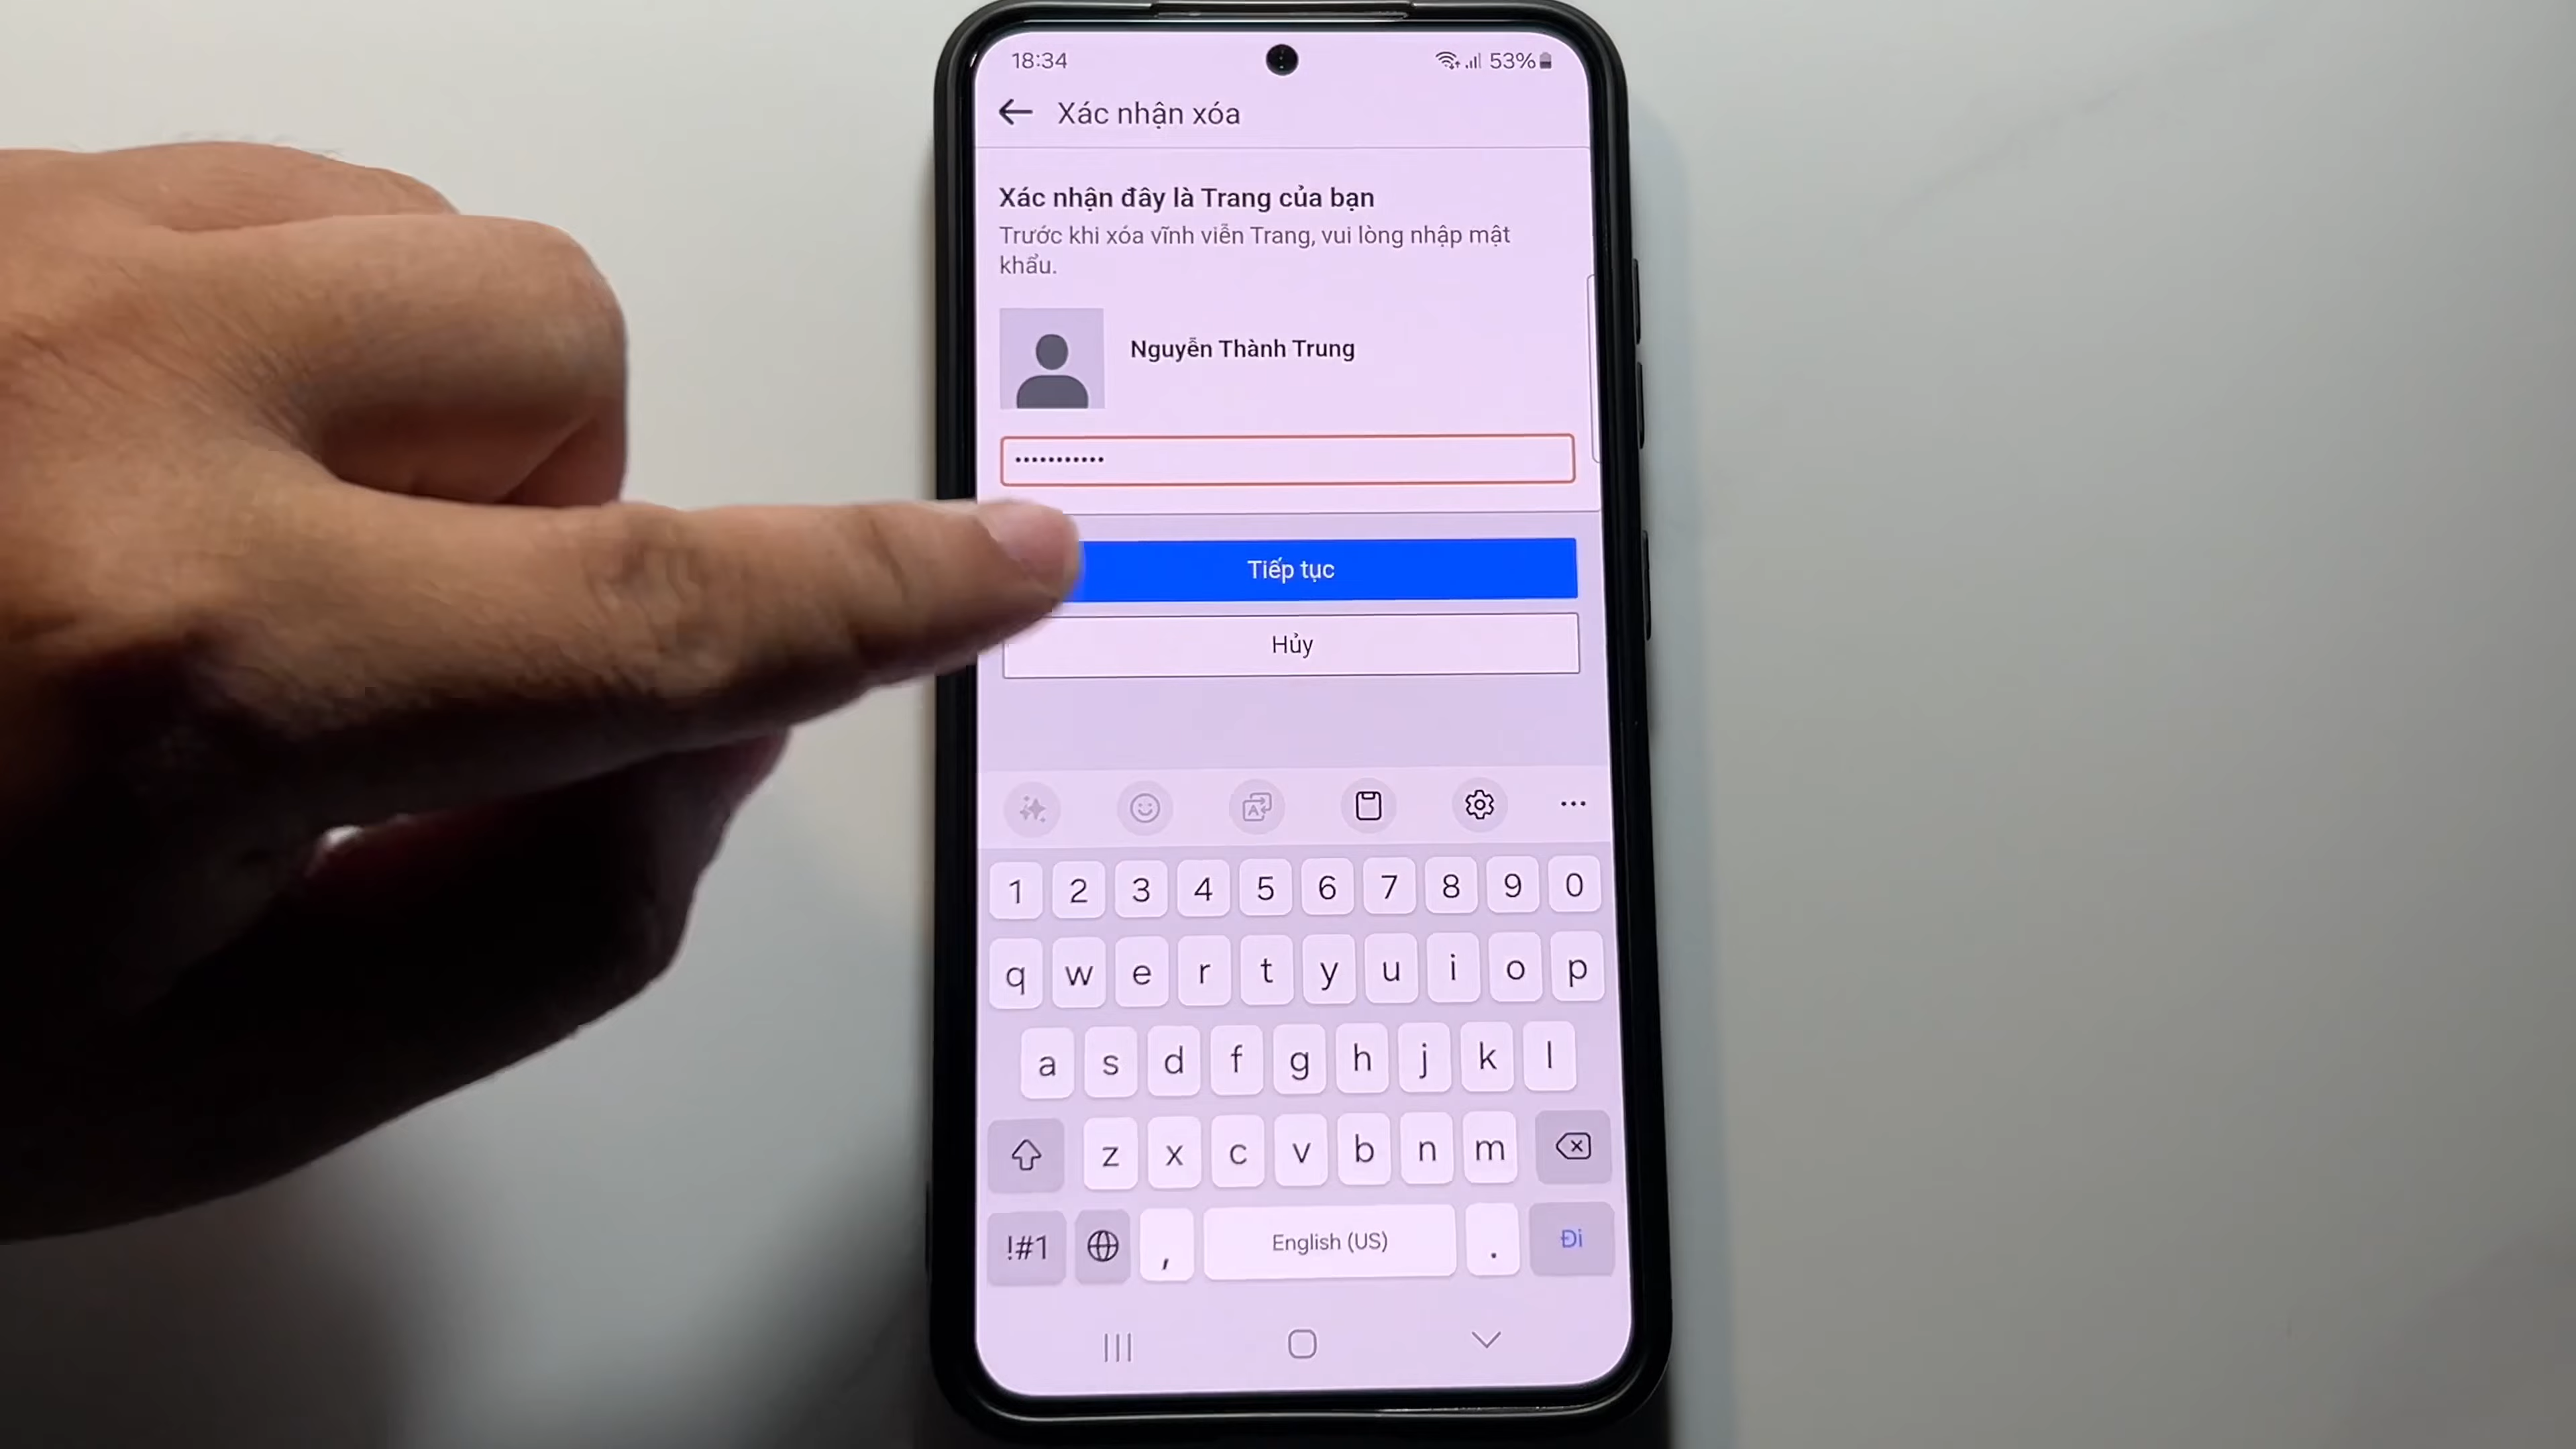 18:34
53%
Xác nhận xóa
Xác nhận đây là Trang của bạn
Trước khi xóa vĩnh viễn Trang, vui lòng nhập mật
khẩu.
Nguyễn Thành Trung
•••••••••••
Tiếp tục
Hủy
1 2 3 4 5 6 7 8 9 0
q w e r t y u i o p
a s d f g h j k l
z x c v b n m
!#1 , English (US) . Đi